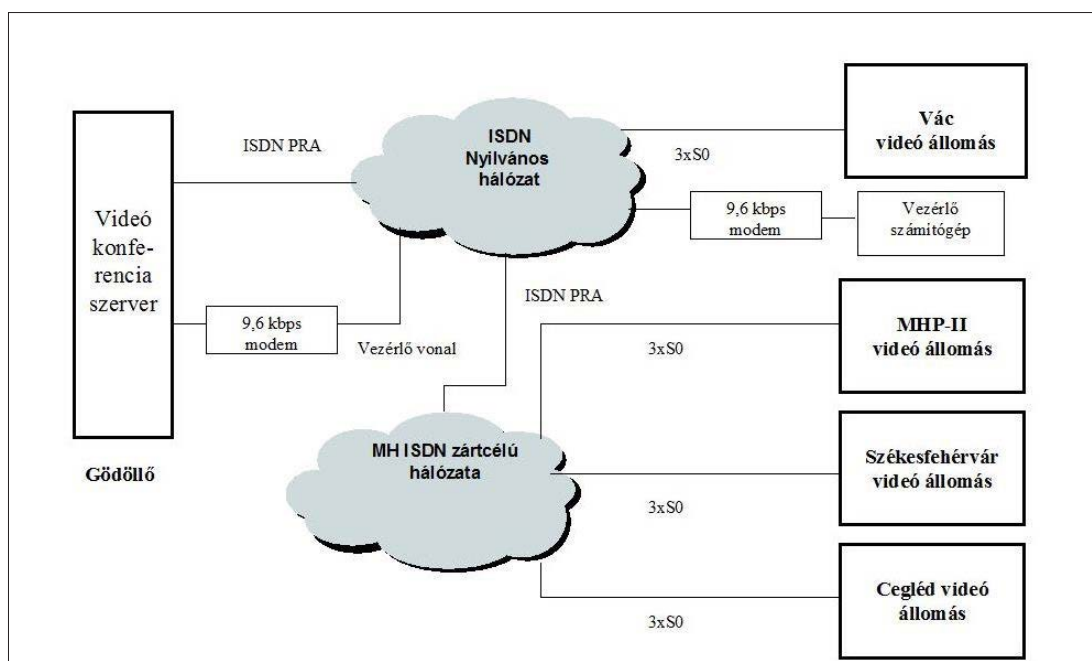 Vác
videó állomás
ISDN
Nyilvános
hálózat
ISDN PRA
3xS0
9,6 kbps
modem
Vezérlő
számítógép
Videó
konfe-
rencia
szerver
ISDN PRA
9,6 kbps
modem
Vezérlő vonal
MHP-II
videó állomás
3xS0
MH ISDN zártcélú
hálózata
Gödöllő
Székesfehérvár
videó állomás
3xS0
Cegléd videó
állomás
3xS0